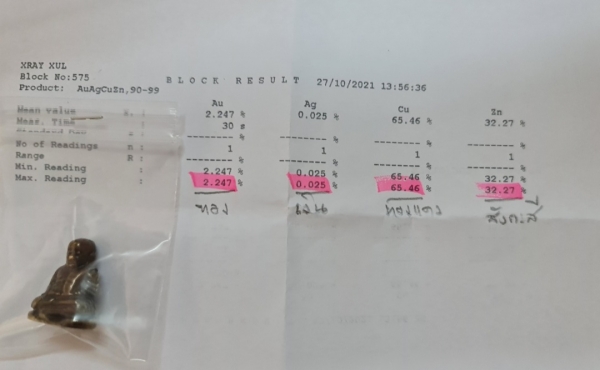 XRAY XUL
Block No:575
BLOCK RESULT 27/10/2021 13:56:36
Product: AuAgCuZn,90-99
Au Ag Cu Zn
Mean value : 2.247 % 0.025 % 65.46 % 32.27 %
Meas. Time : 30 s
-------- % -------- % -------- % -------- %
No of Readings n : 1 1 1 1
Range R : -------- % -------- % -------- % -------- %
Min. Reading : 2.247 % 0.025 % 65.46 % 32.27 %
Max. Reading : 2.247 % 0.025 % 65.46 % 32.27 %
ทอง เงิน ทองแดง สังกะสี